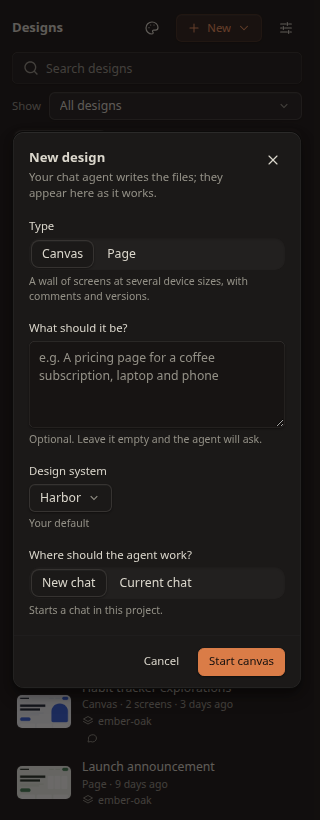 Designs
New
Search designs
Show
All designs
New design
Your chat agent writes the files; they
appear here as it works.
Type
Canvas
Page
A wall of screens at several device sizes, with
comments and versions.
What should it be?
e.g. A pricing page for a coffee
subscription, laptop and phone
Optional. Leave it empty and the agent will ask.
Design system
Harbor
Your default
Where should the agent work?
New chat
Current chat
Starts a chat in this project.
Cancel
Start canvas
Habit tracker explorations
Canvas · 2 screens · 3 days ago
ember-oak
Launch announcement
Page · 9 days ago
ember-oak